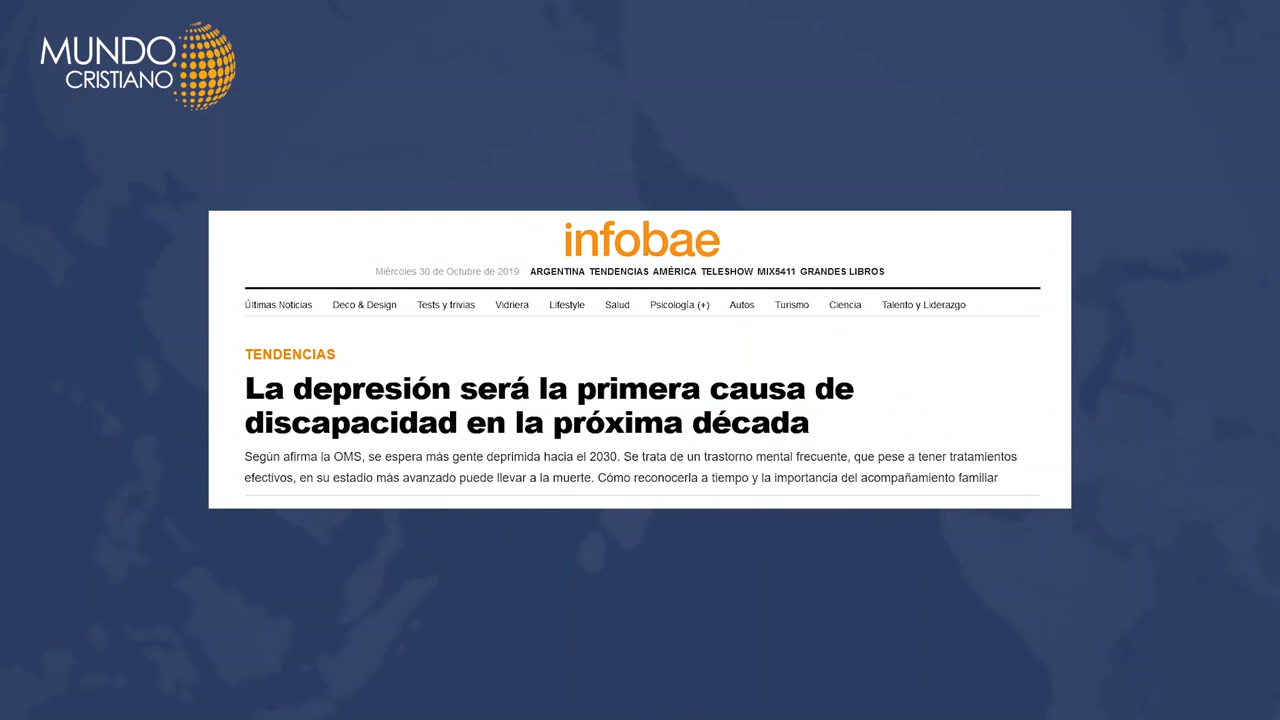 MUNDO
CRISTIANO
infobae
Miércoles 30 de Octubre de 2019 ARGENTINA TENDENCIAS AMÉRICA TELESHOW MIX5411 GRANDES LIBROS
Últimas Noticias Deco & Design Tests y trivias Vidriera Lifestyle Salud Psicología (+) Autos Turismo Ciencia Talento y Liderazgo
TENDENCIAS
La depresión será la primera causa de
discapacidad en la próxima década
Según afirma la OMS, se espera más gente deprimida hacia el 2030. Se trata de un trastorno mental frecuente, que pese a tener tratamientos
efectivos, en su estadio más avanzado puede llevar a la muerte. Cómo reconocerla a tiempo y la importancia del acompañamiento familiar